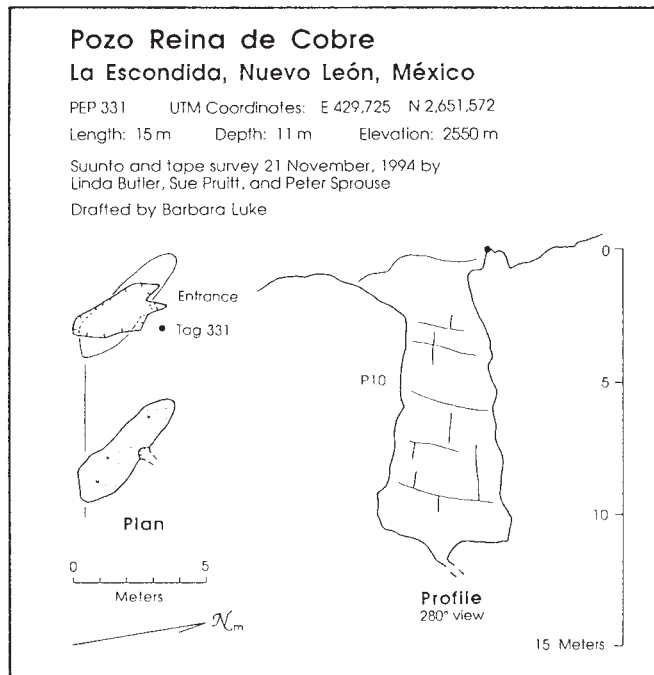 Pozo Reina de Cobre
La Escondida, Nuevo León, México
PEP 331 UTM Coordinates: E 429,725 N 2,651,572
Length: 15 m Depth: 11 m Elevation: 2550 m
Suunto and tape survey 21 November, 1994 by
Linda Butler, Sue Pruitt, and Peter Sprouse
Drafted by Barbara Luke
Entrance
Tag 331
Plan
0 5
Meters
Nm
P10
Profile
280° view
0
5
10
15 Meters